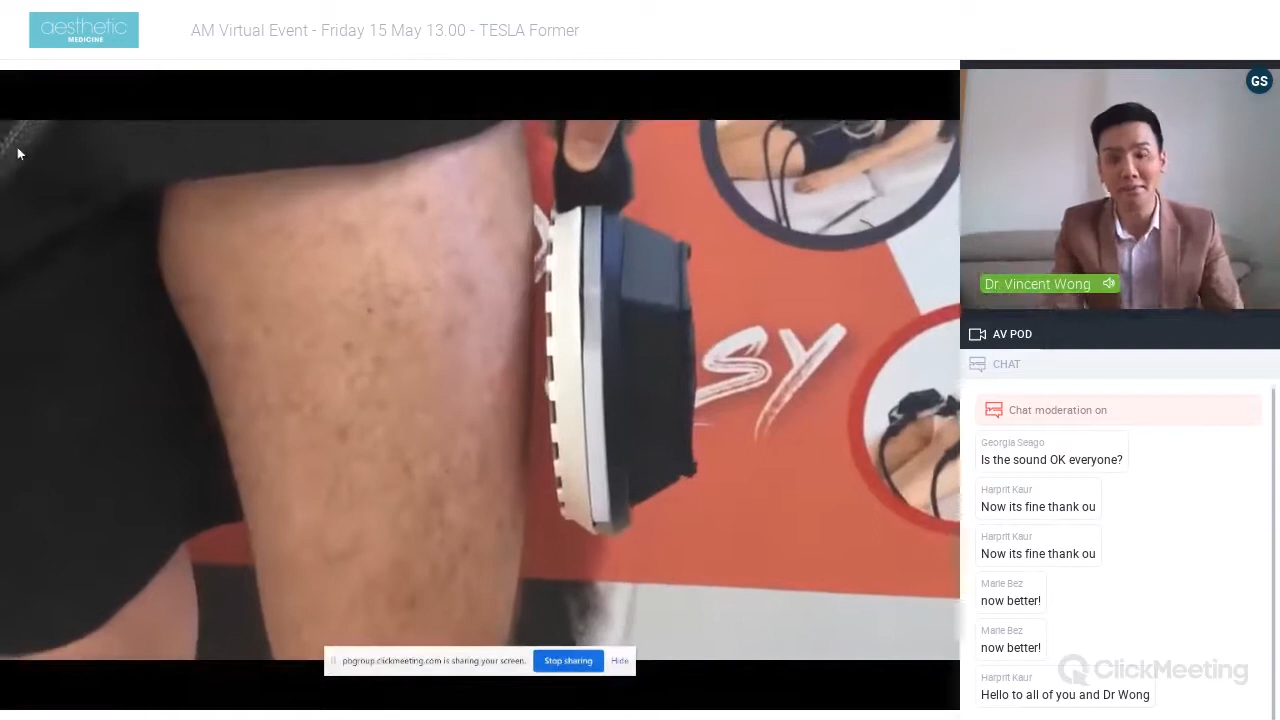 aesthetic
MEDICINE
AM Virtual Event - Friday 15 May 13.00 - TESLA Former
GS
SY
Dr. Vincent Wong
AV POD
CHAT
Chat moderation on
Georgia Seago
Is the sound OK everyone?
Harprit Kaur
Now its fine thank ou
Harprit Kaur
Now its fine thank ou
Marie Bez
now better!
Marie Bez
now better!
Harprit Kaur
Hello to all of you and Dr Wong
ClickMeeting
pbgroup.clickmeeting.com is sharing your screen.
Stop sharing
Hide